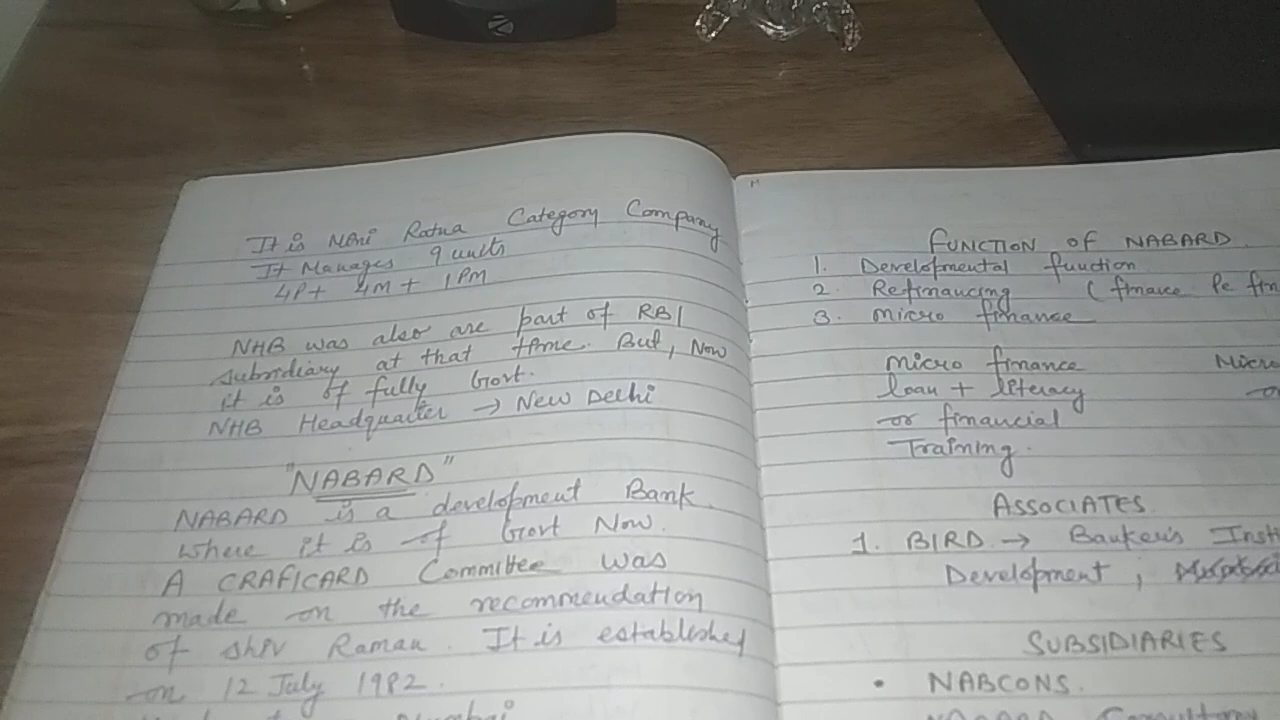 It is Mini Ratna Category Company
It Manages 9 units
4P + 4M + 1PM
NHB was also are part of RBI
subsidiary at that time. But, Now
it is of fully Govt.
NHB Headquarter → New Delhi
"NABARD"
NABARD is a development Bank
where it is of Govt Now.
A CRAFICARD Committee was
made on the recommendation
of Shiv Raman. It is established
on 12 July 1982.
FUNCTION OF NABARD
1. Developmental function
2. Refinancing (finance
3. micro finance
micro finance
loan + literacy
or financial
Training.
ASSOCIATES
1. BIRD → Banker's
Development ;
SUBSIDIARIES
• NABCONS.